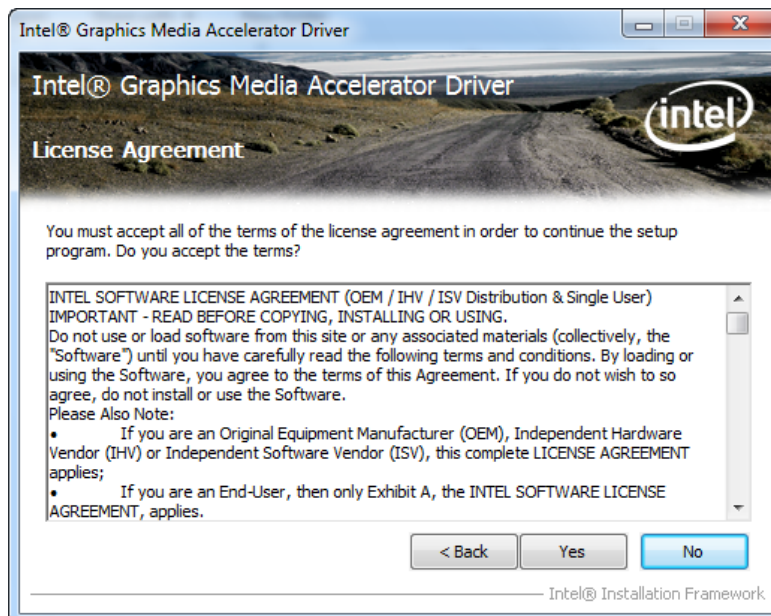 Intel® Graphics Media Accelerator Driver
Intel® Graphics Media Accelerator Driver
intel
License Agreement
You must accept all of the terms of the license agreement in order to continue the setup
program. Do you accept the terms?
INTEL SOFTWARE LICENSE AGREEMENT (OEM / IHV / ISV Distribution & Single User)
IMPORTANT - READ BEFORE COPYING, INSTALLING OR USING.
Do not use or load software from this site or any associated materials (collectively, the
"Software") until you have carefully read the following terms and conditions. By loading or
using the Software, you agree to the terms of this Agreement. If you do not wish to so
agree, do not install or use the Software.
Please Also Note:
• If you are an Original Equipment Manufacturer (OEM), Independent Hardware
Vendor (IHV) or Independent Software Vendor (ISV), this complete LICENSE AGREEMENT
applies;
• If you are an End-User, then only Exhibit A, the INTEL SOFTWARE LICENSE
AGREEMENT, applies.
< Back Yes No
Intel® Installation Framework